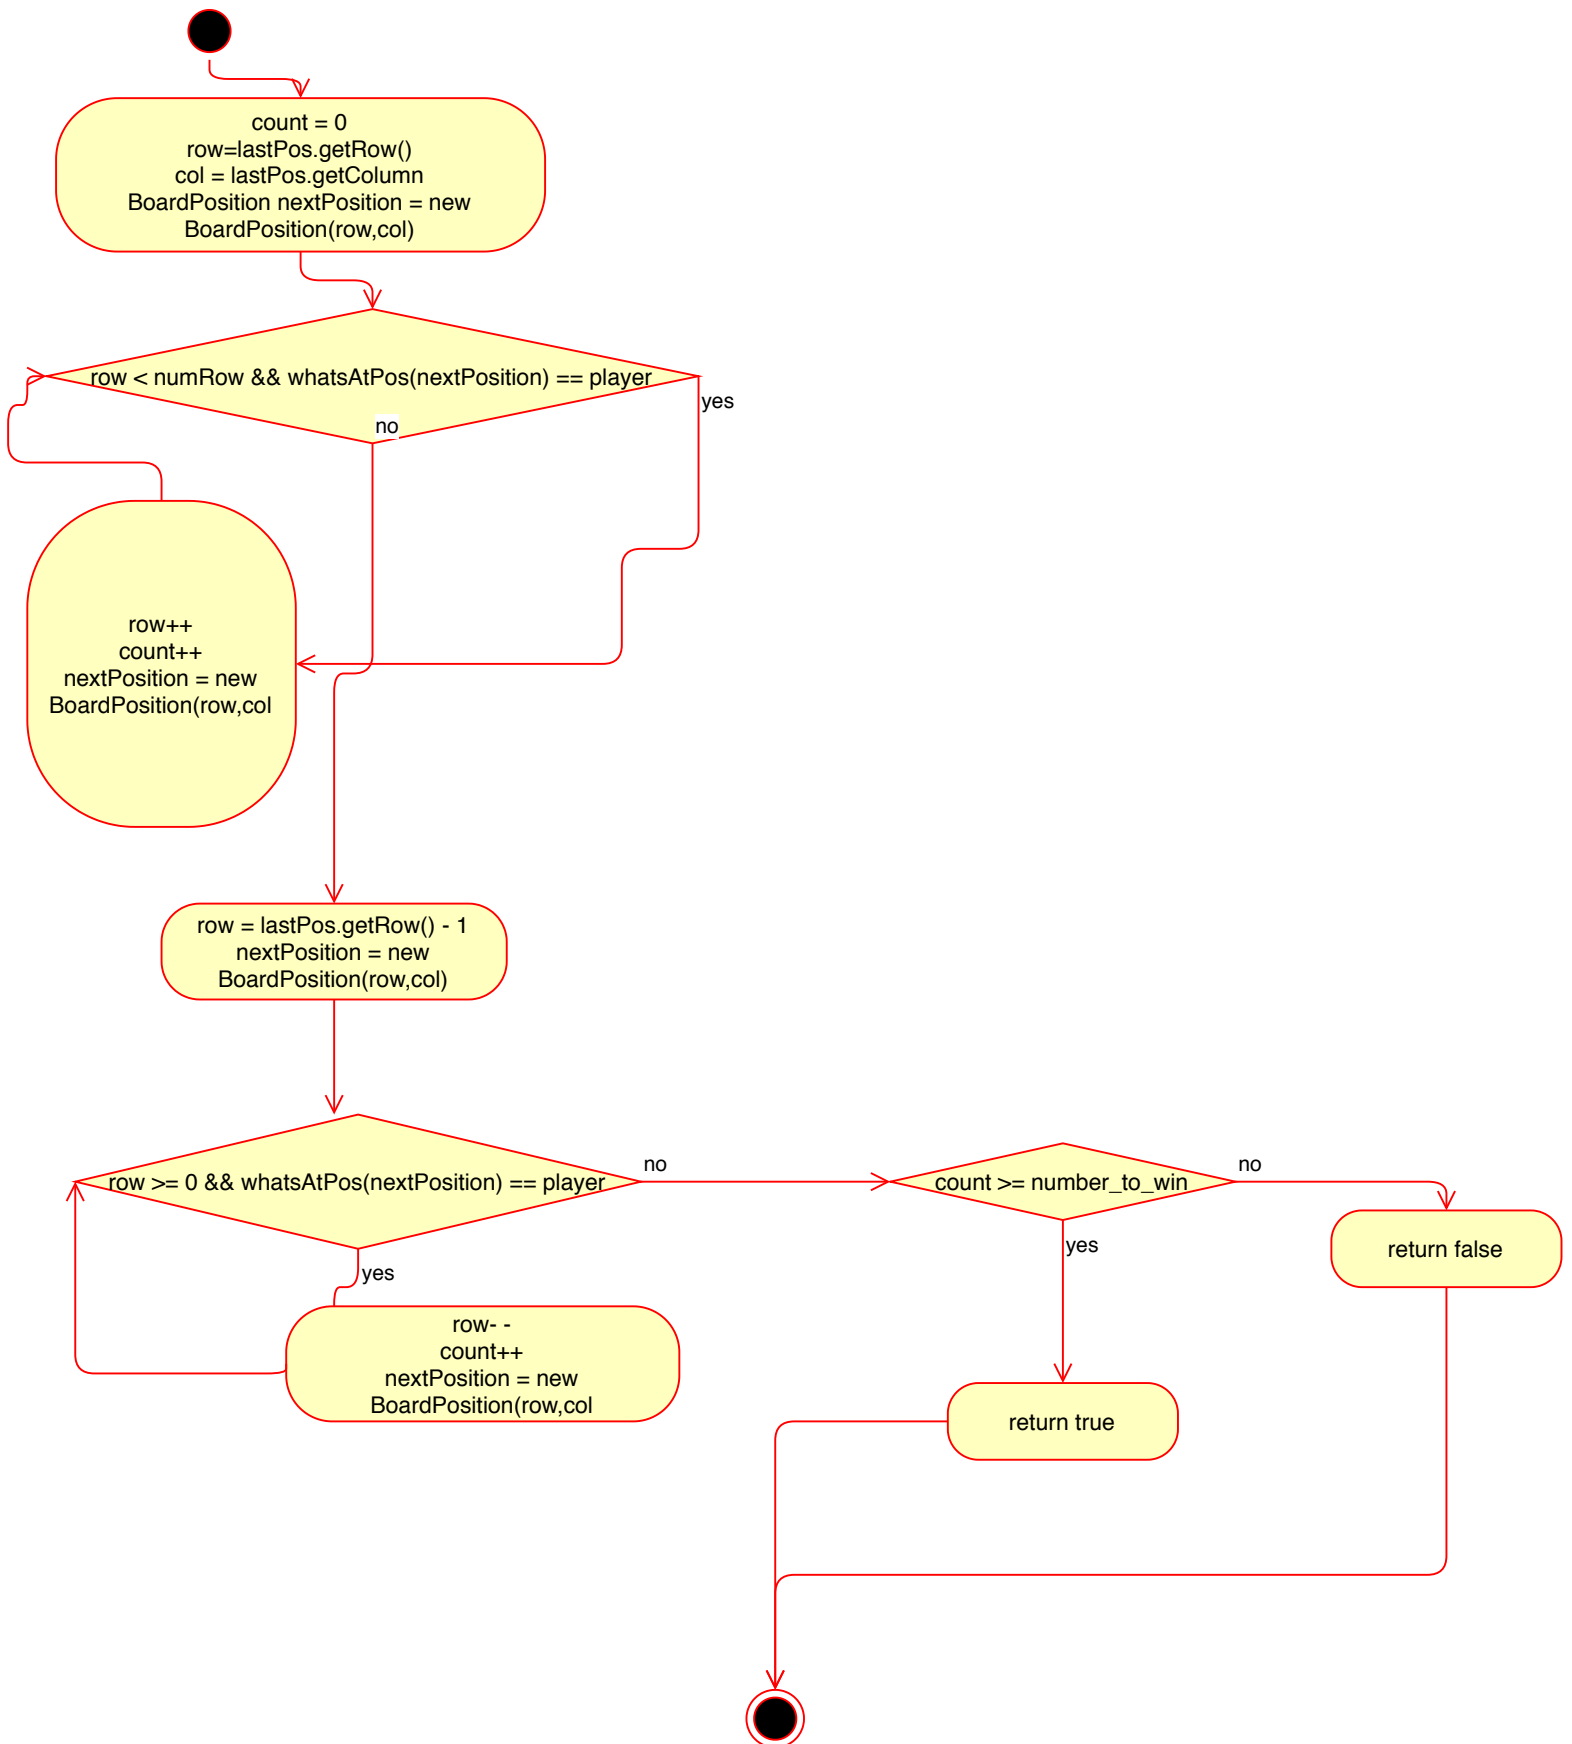 count = 0
row=lastPos.getRow()
col = lastPos.getColumn
BoardPosition nextPosition = new
BoardPosition(row,col)
row < numRow && whatsAtPos(nextPosition) == player
yes
no
row++
count++
nextPosition = new
BoardPosition(row,col
row = lastPos.getRow() - 1
nextPosition = new
BoardPosition(row,col)
row >= 0 && whatsAtPos(nextPosition) == player
no
yes
row- -
count++
nextPosition = new
BoardPosition(row,col
count >= number_to_win
no
yes
return false
return true